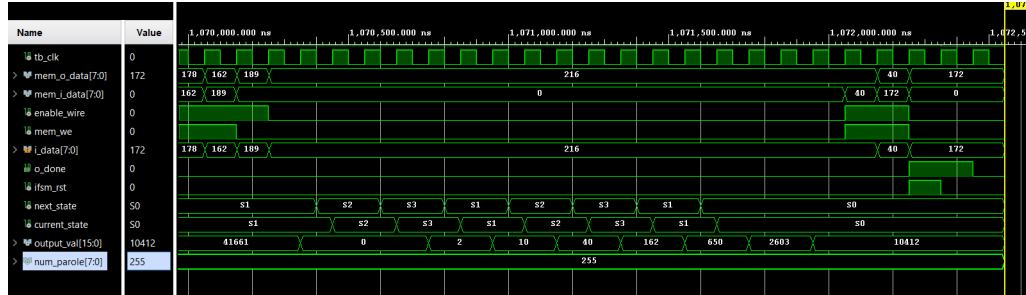 1,07
Name Value 1,070,000.000 ns 1,070,500.000 ns 1,071,000.000 ns 1,071,500.000 ns 1,072,000.000 ns 1,072,5
tb_clk 0
mem_o_data[7:0] 172 178 162 189 216 40 172
mem_i_data[7:0] 0 162 189 0 40 172 0
enable_wire 0
mem_we 0
i_data[7:0] 172 178 162 189 216 40 172
o_done 0
ifsm_rst 0
next_state S0 S1 S2 S3 S1 S2 S3 S1 S0
current_state S0 S1 S2 S3 S1 S2 S3 S1 S0
output_val[15:0] 10412 41661 0 2 10 40 162 650 2603 10412
num_parole[7:0] 255 255